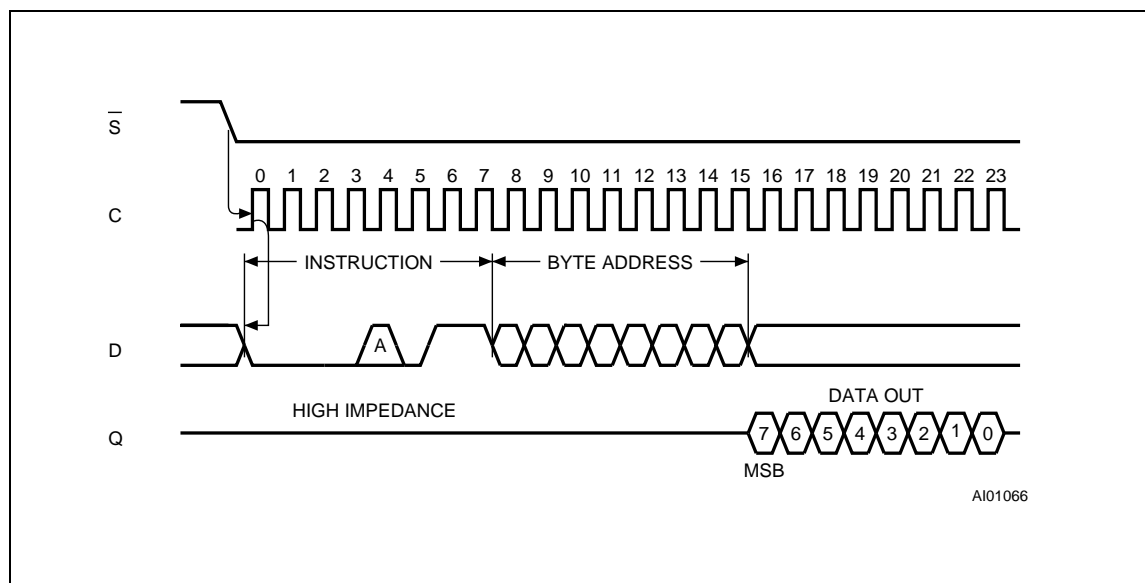 S
0 1 2 3 4 5 6 7 8 9 10 11 12 13 14 15 16 17 18 19 20 21 22 23
C
INSTRUCTION BYTE ADDRESS
D A
DATA OUT
HIGH IMPEDANCE
Q 7 6 5 4 3 2 1 0
MSB
AI01066